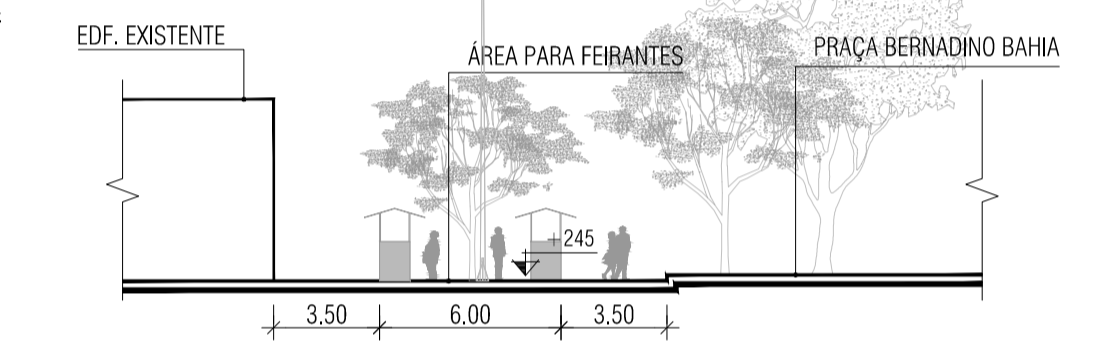 EDF. EXISTENTE
ÁREA PARA FEIRANTES
PRAÇA BERNADINO BAHIA
+245
3.50
6.00
3.50